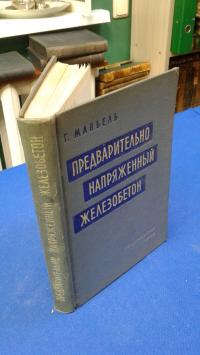 Г. МАНЬЕЛЬ
ПРЕДВАРИТЕЛЬНО
НАПРЯЖЕННЫЙ
ЖЕЛЕЗОБЕТОН
ПРЕДВАРИТЕЛЬНО НАПРЯЖЕННЫЙ ЖЕЛЕЗОБЕТОН